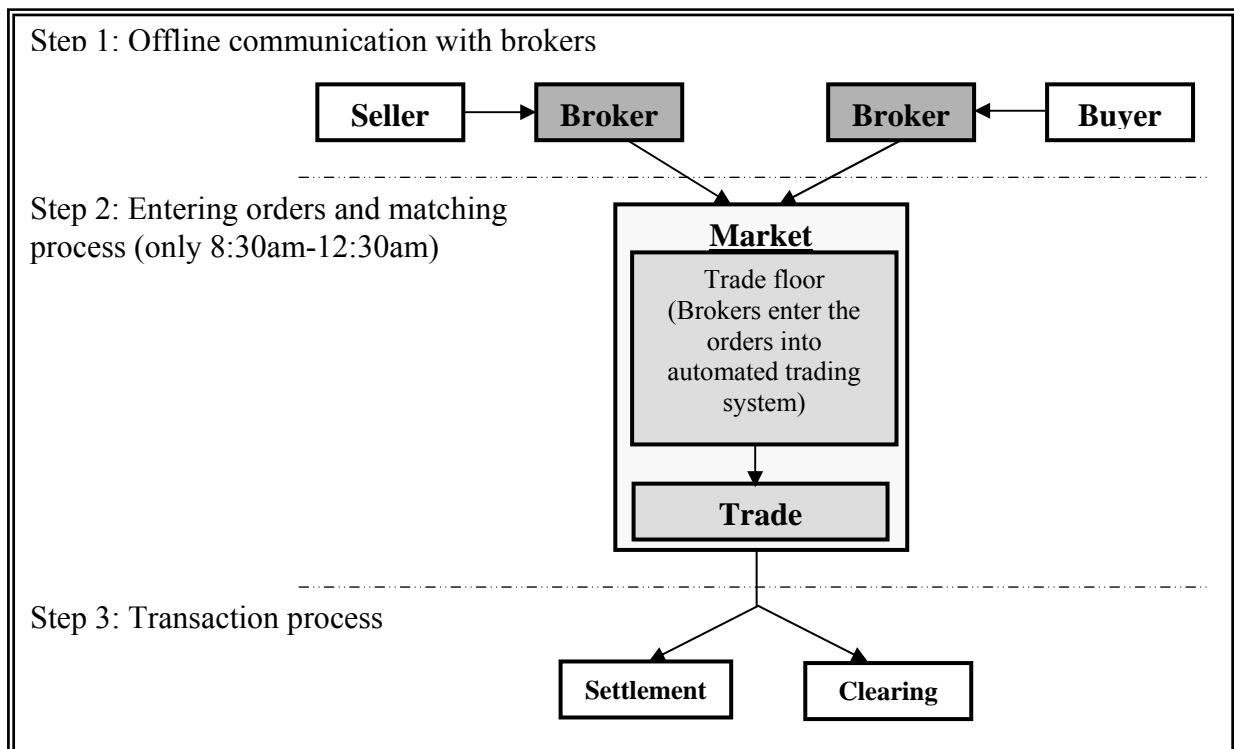 Step 1: Offline communication with brokers
Seller
Broker
Broker
Buyer
Step 2: Entering orders and matching
process (only 8:30am-12:30am)
Market
Trade floor
(Brokers enter the
orders into
automated trading
system)
Trade
Step 3: Transaction process
Settlement
Clearing